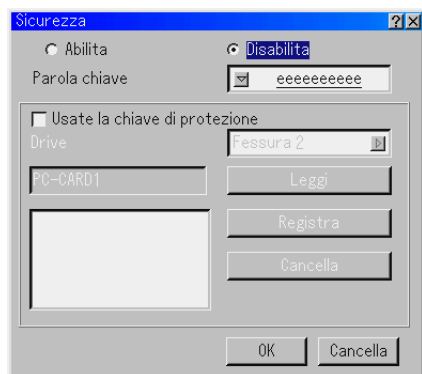 Sicurezza
Abilita Disabilita
Parola chiave eeeeeeeeee
Usate la chiave di protezione
Drive Fessura 2
PC-CARD1 Leggi
Registra
Cancella
OK Cancella